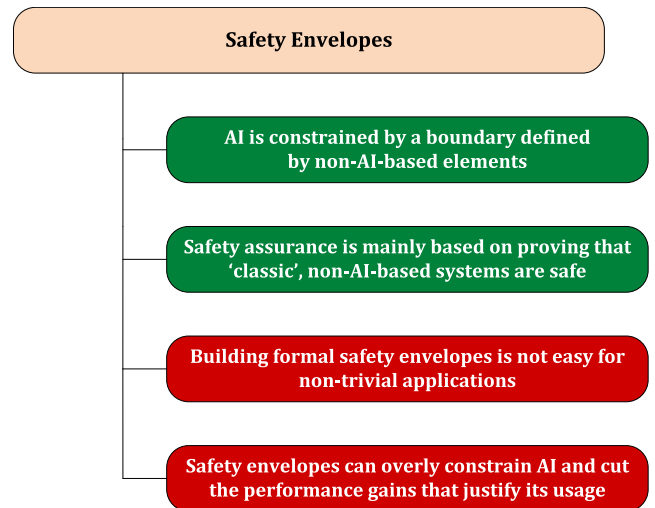 Safety Envelopes
AI is constrained by a boundary defined
by non-AI-based elements
Safety assurance is mainly based on proving that
‘classic’, non-AI-based systems are safe
Building formal safety envelopes is not easy for
non-trivial applications
Safety envelopes can overly constrain AI and cut
the performance gains that justify its usage